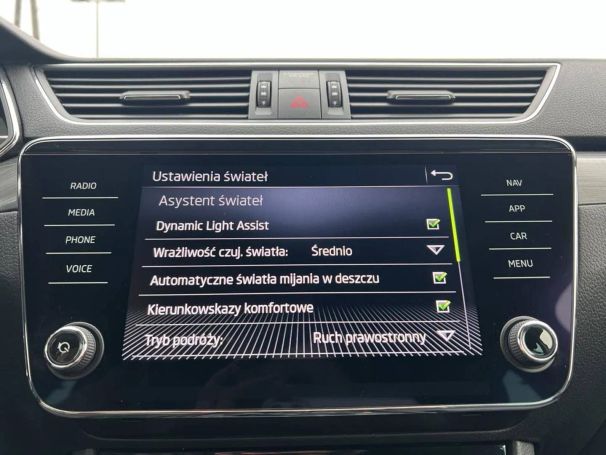 RADIO
MEDIA
PHONE
VOICE
Ustawienia świateł
Asystent świateł
Dynamic Light Assist
Wrażliwość czuj. światła: Średnio
Automatyczne światła mijania w deszczu
Kierunkowskazy komfortowe
Tryb podróży: Ruch prawostronny
NAV
APP
CAR
MENU